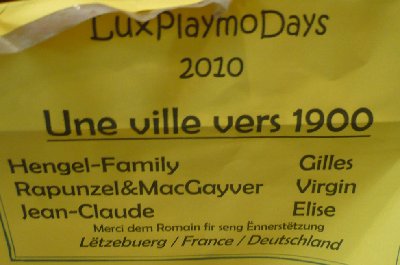 LuxPlaymoDays
2010
Une ville vers 1900
Hengel-Family Gilles
Rapunzel&MacGayver Virgin
Jean-Claude Elise
Merci dem Romain fir seng Ënnerstëtzung
Lëtzebuerg / France / Deutschland